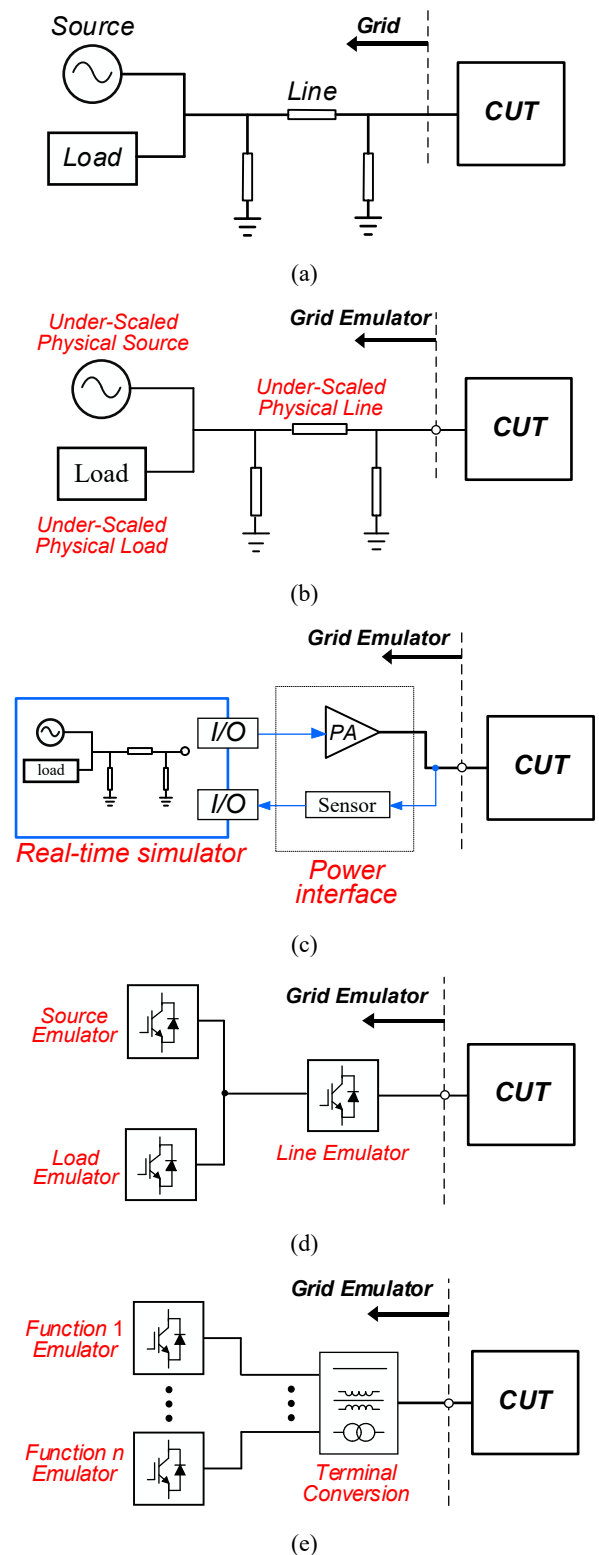 Source
Grid
Line
CUT
Load
(a)
Under-Scaled
Physical Source
Grid Emulator
Under-Scaled
Physical Line
CUT
Load
Under-Scaled
Physical Load
(b)
Grid Emulator
I/O
PA
load
CUT
I/O
Sensor
Real-time simulator
Power
interface
(c)
Source
Emulator
Grid Emulator
CUT
Load
Emulator
Line Emulator
(d)
Grid Emulator
Function 1
Emulator
CUT
Function n
Emulator
Terminal
Conversion
(e)